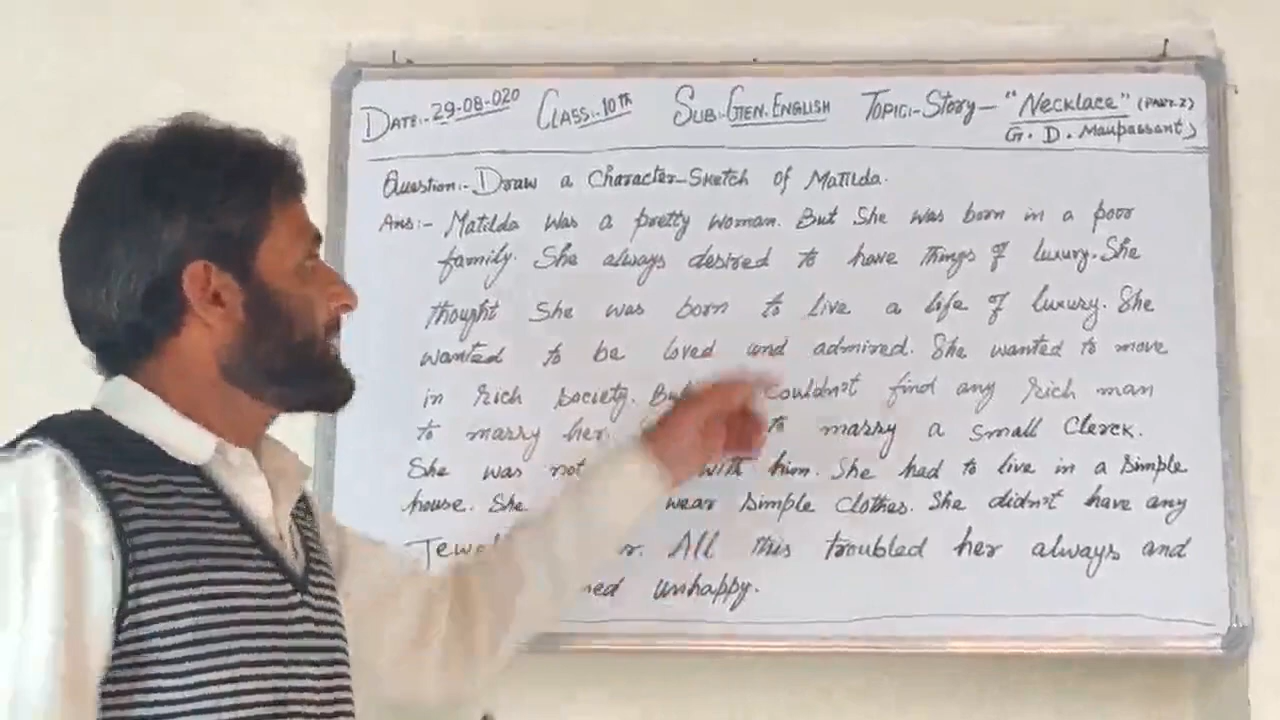 DATE:-29-08-020 CLASS:-10th SUB:-GEN.ENGLISH TOPIC:-STORY- "Necklace" (PART-I)
G. D. Maupassant)
Question:- Draw a Character-Sketch of Matilda.
Ans:- Matilda was a pretty woman. But She was born in a poor
family. She always desired to have things of luxury. She
thought She was born to live a life of luxury. She
wanted to be loved and admired. She wanted to move
in rich society. But couldn't find any rich man
to marry her. to marry a small Clerck.
She was not with him. She had to live in a simple
house. She wear simple clothes. She didn't have any
All this troubled her always and
unhappy.